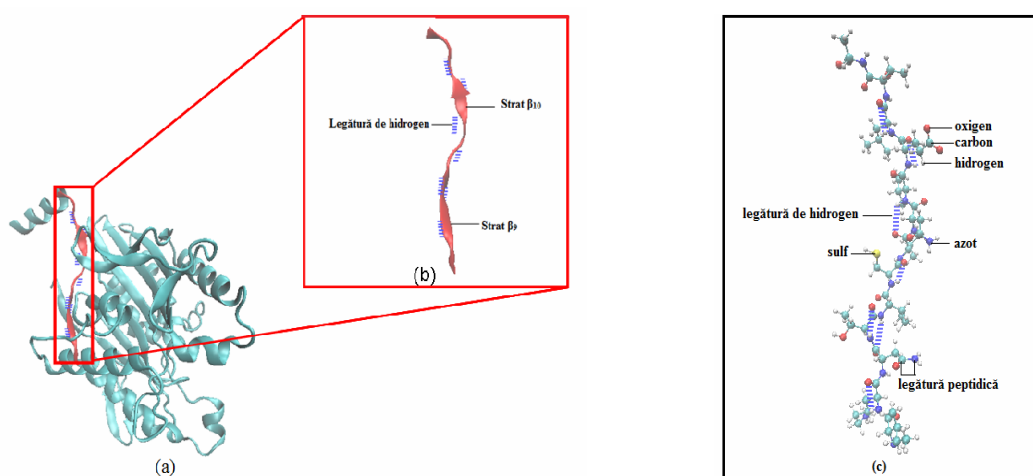 Strat β10
Legătură de hidrogen
Strat β9
(b)
(a)
oxigen
carbon
hidrogen
legătură de hidrogen
azot
sulf
legătură peptidică
(c)